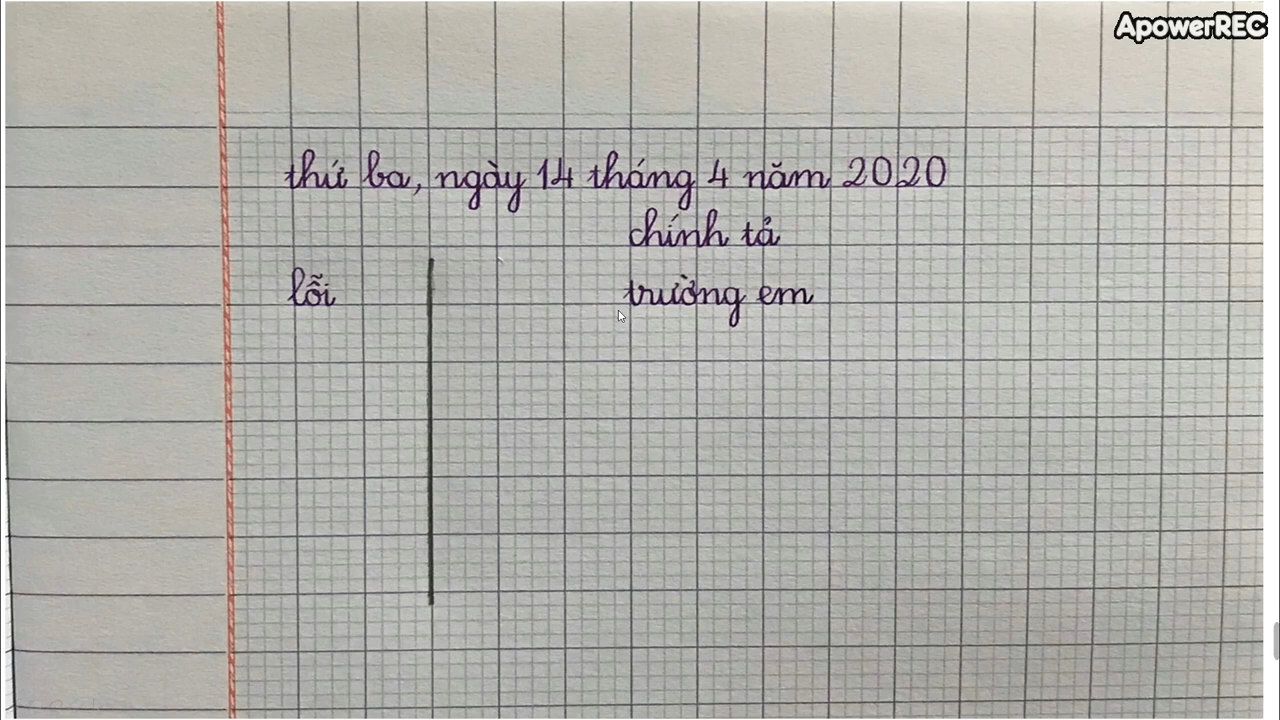 ApowerREC
thứ ba, ngày 14 tháng 4 năm 2020
chính tả
lỗi
trường em